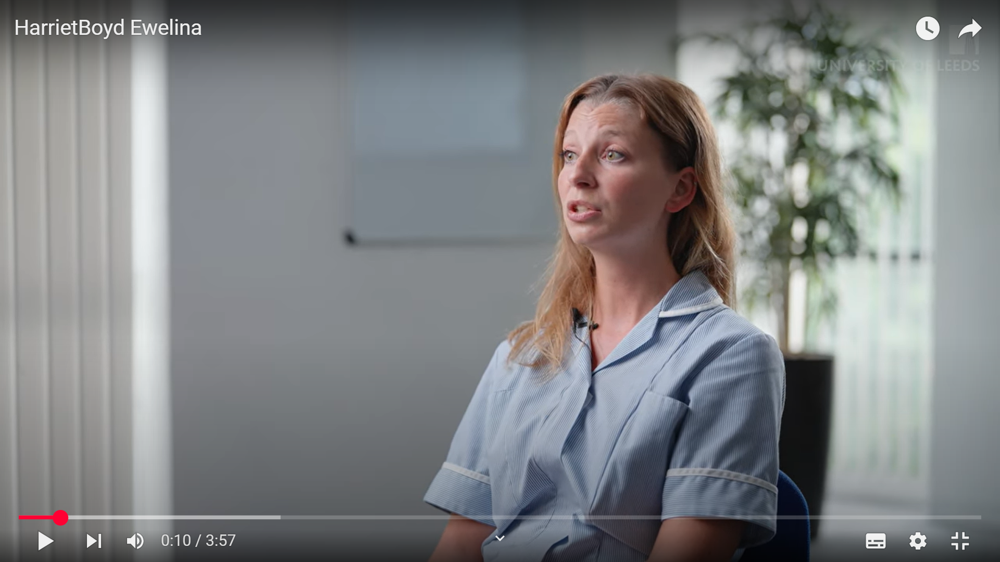 HarrietBoyd Ewelina
UNIVERSITY OF LEEDS
0:10 / 3:57